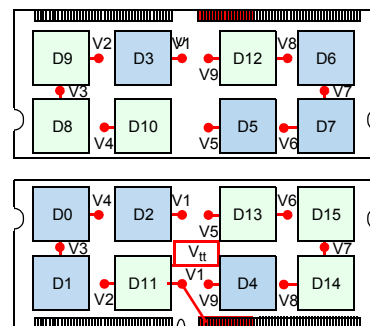 V2 V1 V8
D9 D3 D12 D6
V9
V3 V7
D8 D10 D5 D7
V4 V5 V6
V4 V1 V6
D0 D2 D13 D15
V5
V3 Vtt V7
V1
D1 D11 D4 D14
V2 V9 V8